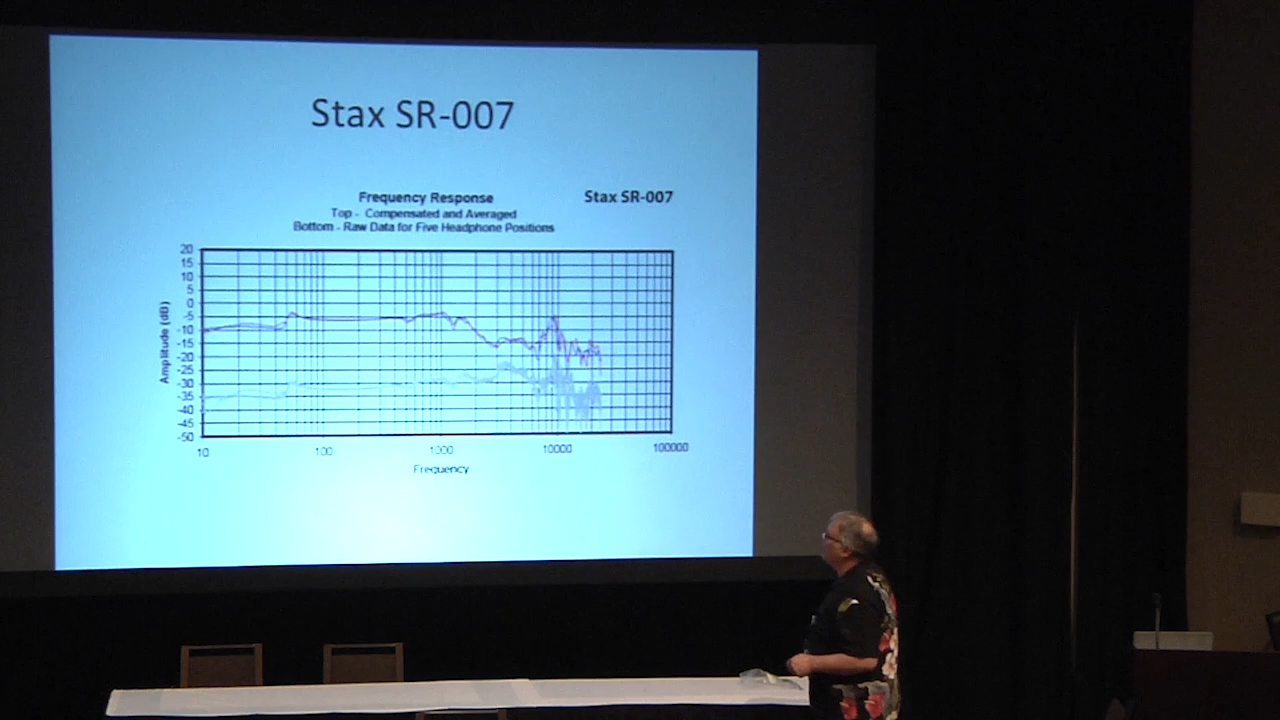 Stax SR-007
Frequency Response
Stax SR-007
Top - Compensated and Averaged
Bottom - Raw Data for Five Headphone Positions
20
15
10
5
0
-5
-10
-15
-20
-25
-30
-35
-40
-45
-50
Amplitude (dB)
10 100 1000 10000 100000
Frequency